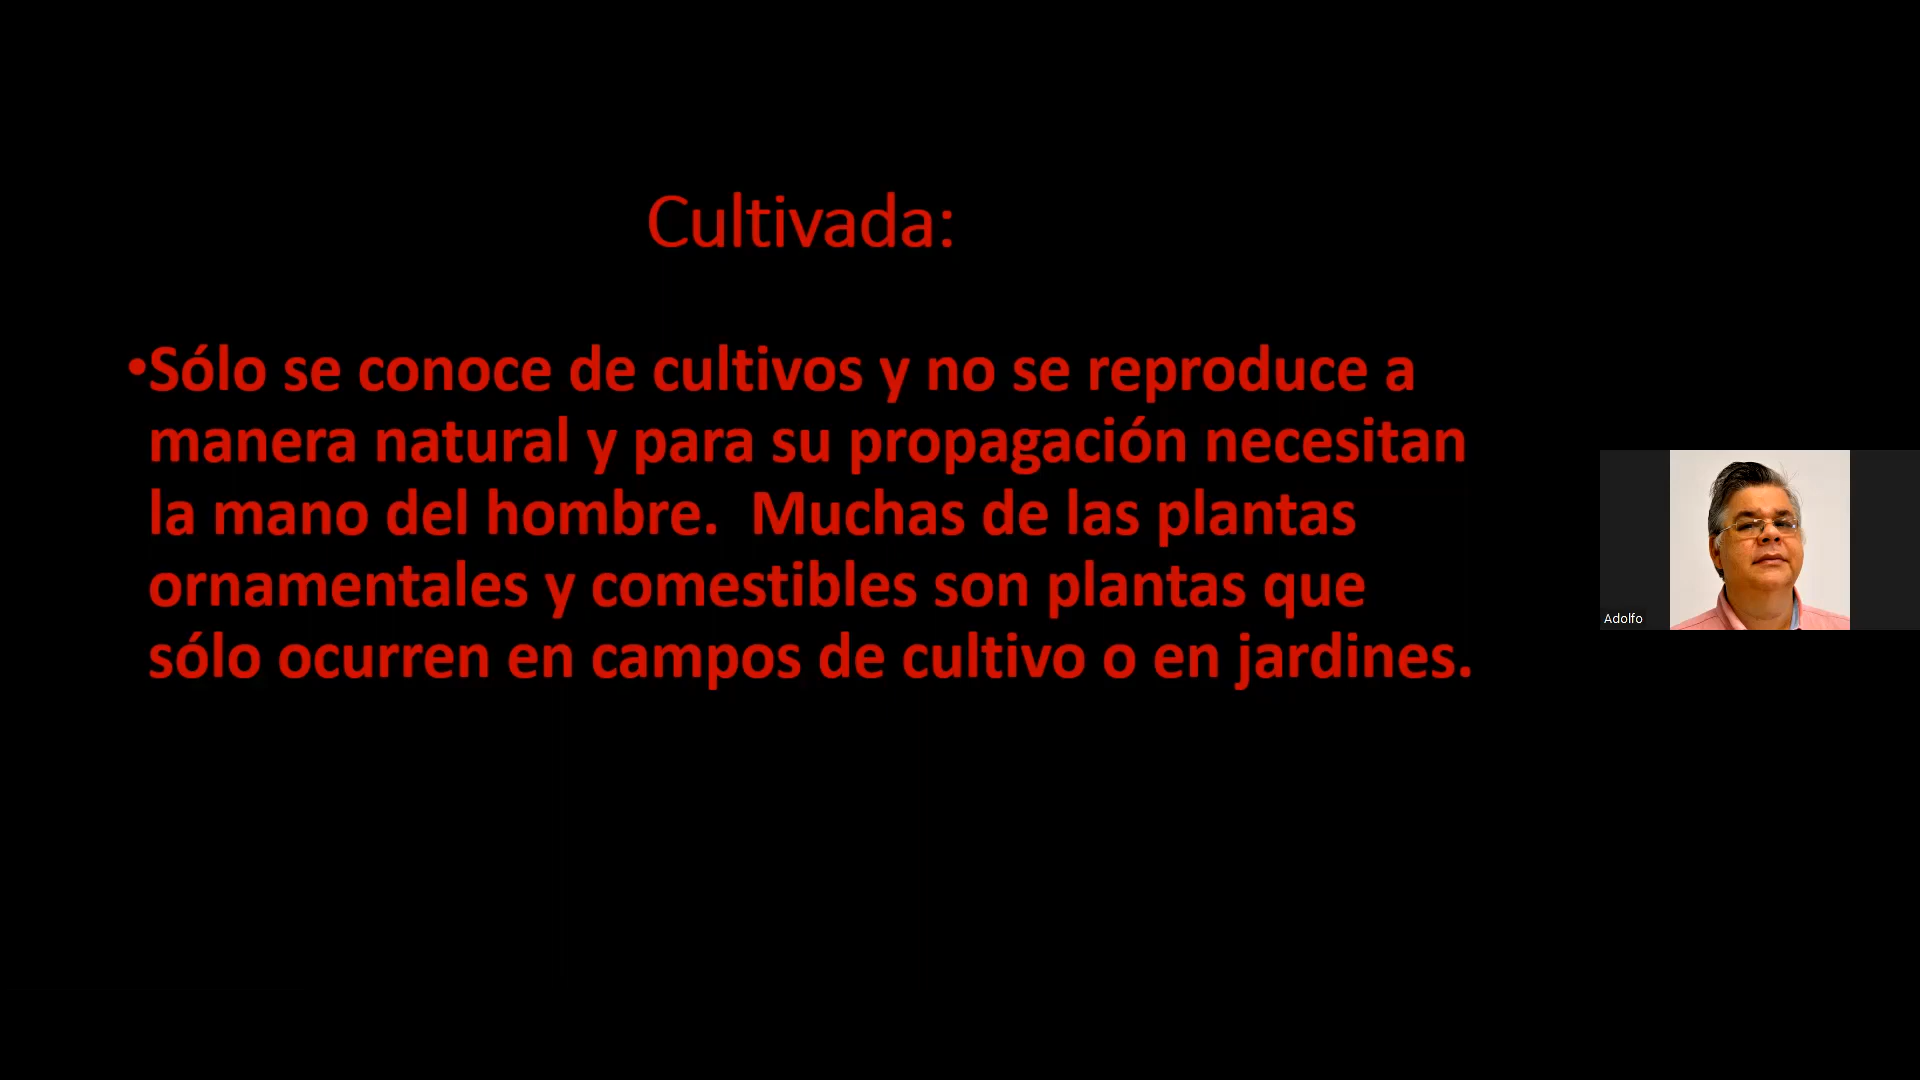 Cultivada:
•Sólo se conoce de cultivos y no se reproduce a
manera natural y para su propagación necesitan
la mano del hombre.  Muchas de las plantas
ornamentales y comestibles son plantas que
sólo ocurren en campos de cultivo o en jardines.
Adolfo